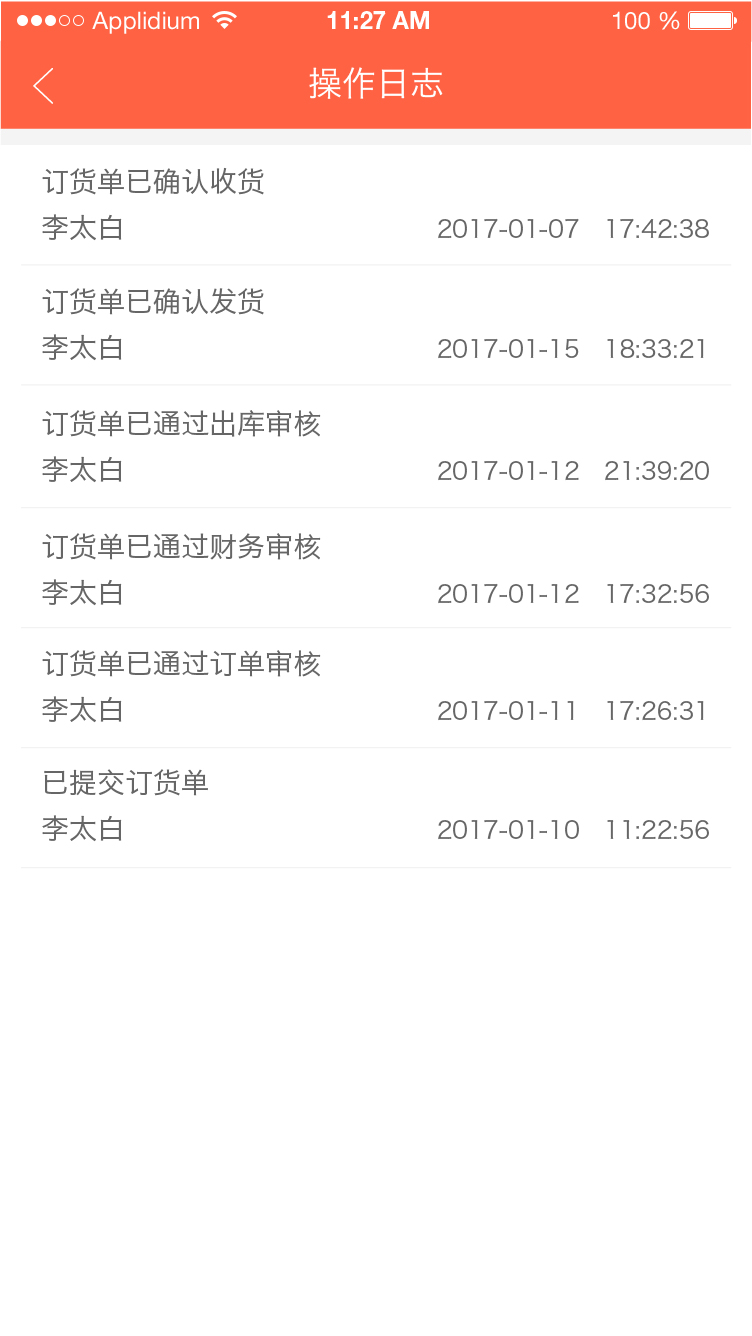 Applidium 11:27 AM 100 %
操作日志
订货单已确认收货
李太白 2017-01-07 17:42:38
订货单已确认发货
李太白 2017-01-15 18:33:21
订货单已通过出库审核
李太白 2017-01-12 21:39:20
订货单已通过财务审核
李太白 2017-01-12 17:32:56
订货单已通过订单审核
李太白 2017-01-11 17:26:31
已提交订货单
李太白 2017-01-10 11:22:56